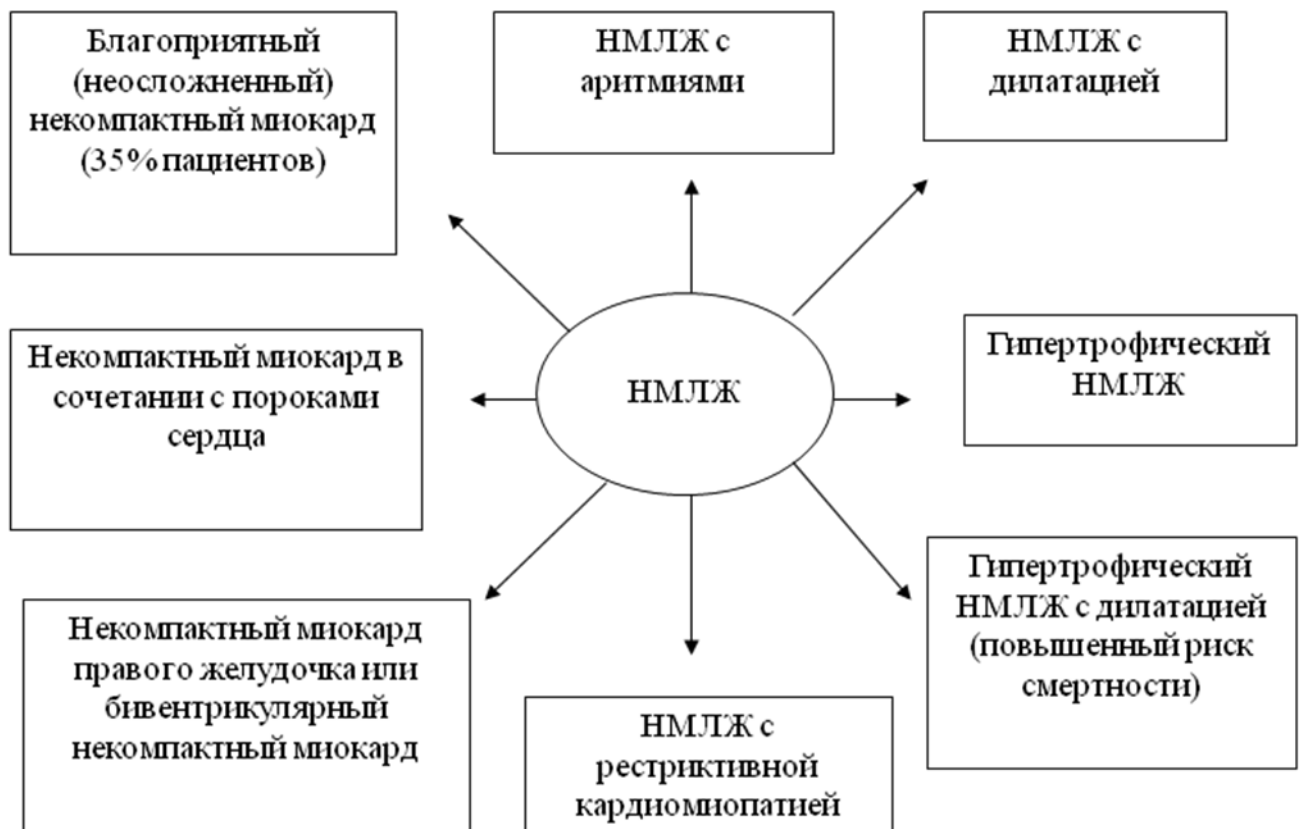 Благоприятный
(неосложненный)
некомпактный миокард
(35% пациентов)
НМЛЖ с
аритмиями
НМЛЖ с
дилатацией
Некомпактный миокард в
сочетании с пороками
сердца
НМЛЖ
Гипертрофический
НМЛЖ
Некомпактный миокард
правого желудочка или
бивентрикулярный
некомпактный миокард
НМЛЖ с
рестриктивной
кардиомиопатией
Гипертрофический
НМЛЖ с дилатацией
(повышенный риск
смертности)